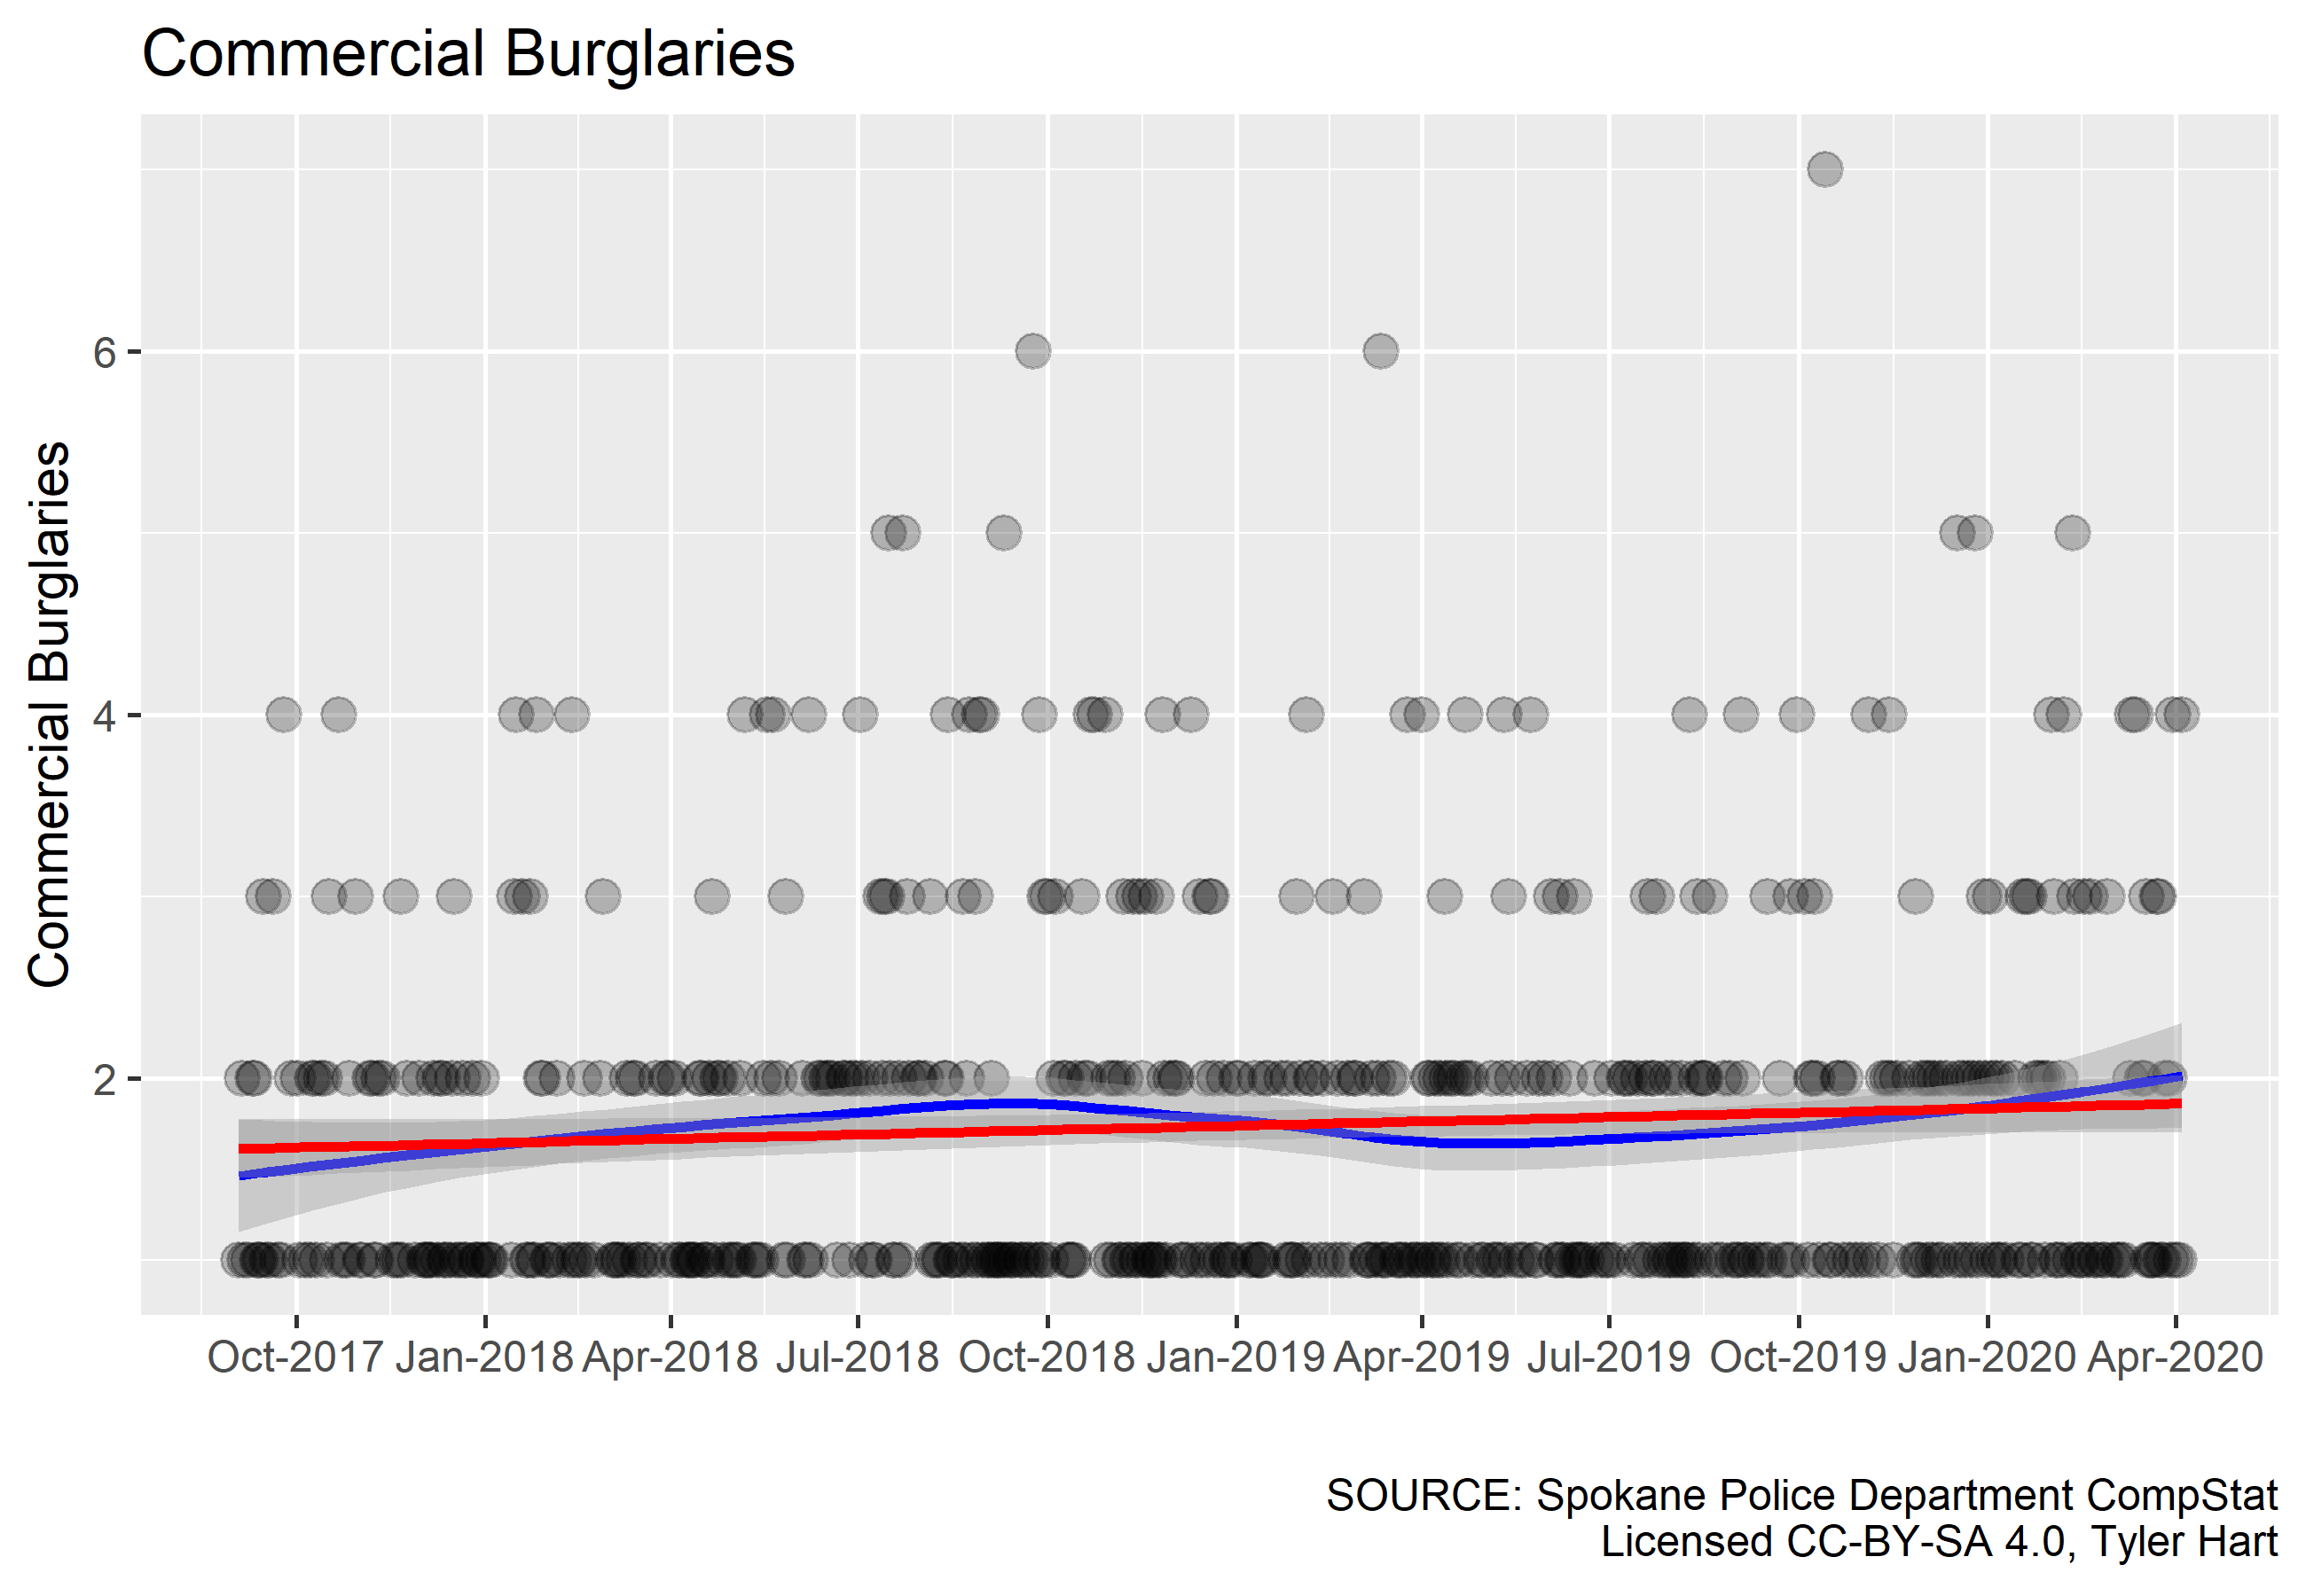 Commercial Burglaries
Commercial Burglaries
6
4
2
Oct-2017 Jan-2018 Apr-2018 Jul-2018 Oct-2018 Jan-2019 Apr-2019 Jul-2019 Oct-2019 Jan-2020 Apr-2020
SOURCE: Spokane Police Department CompStat
Licensed CC-BY-SA 4.0, Tyler Hart